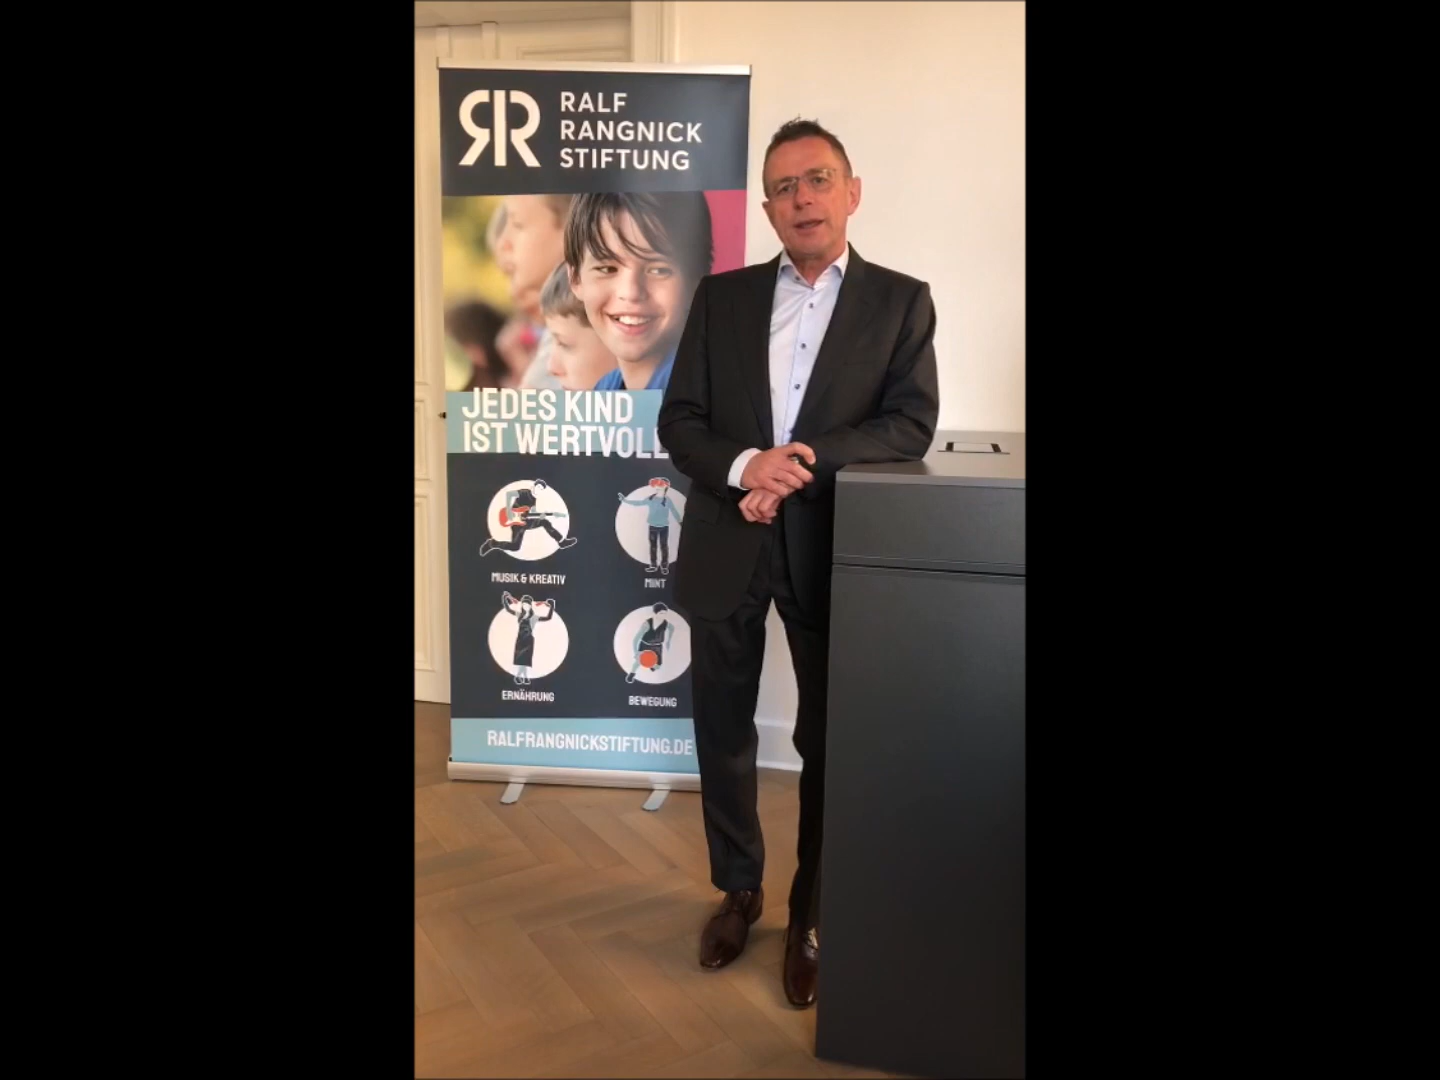 RR
RALF
RANGNICK
STIFTUNG
JEDES KIND
IST WERTVOLL
MUSIK & KREATIV
MINT
ERNÄHRUNG
BEWEGUNG
RALFRANGNICKSTIFTUNG.DE